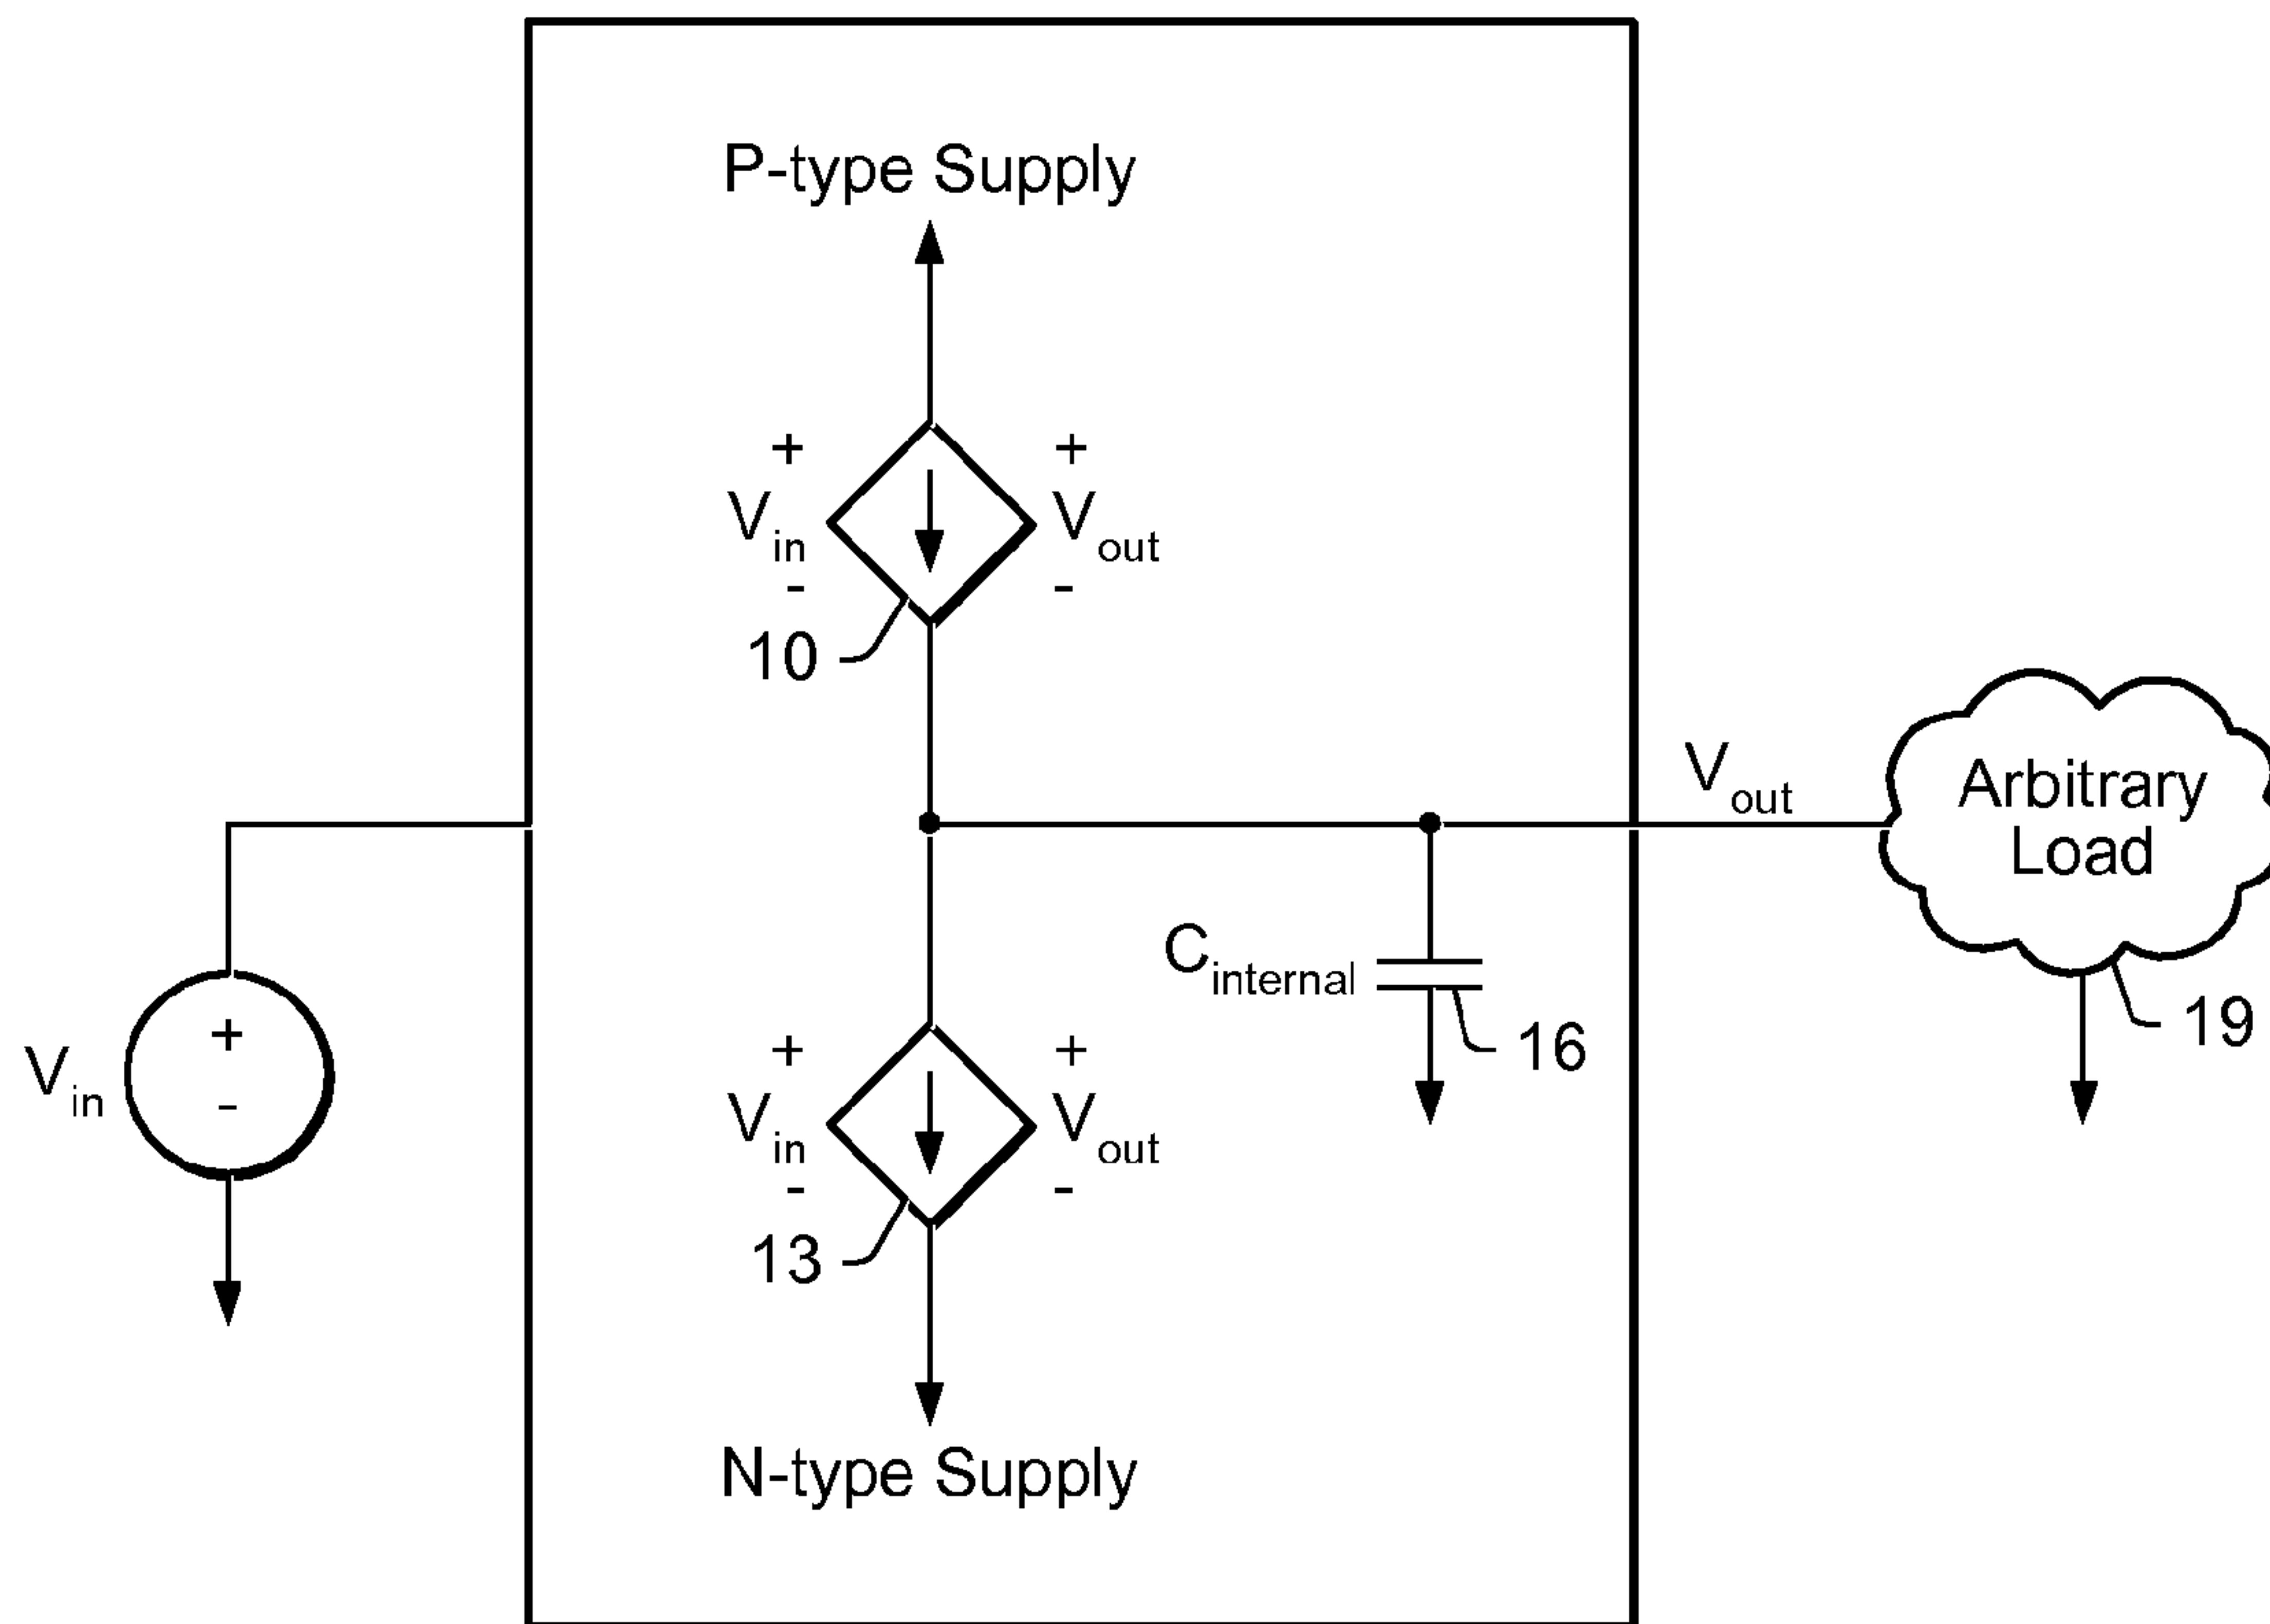 P-type Supply
+
+
V_in
V_out
-
-
10
V_out
Arbitrary
Load
C_internal
16
19
+
+
V_in
V_out
-
-
13
V_in
+
-
N-type Supply